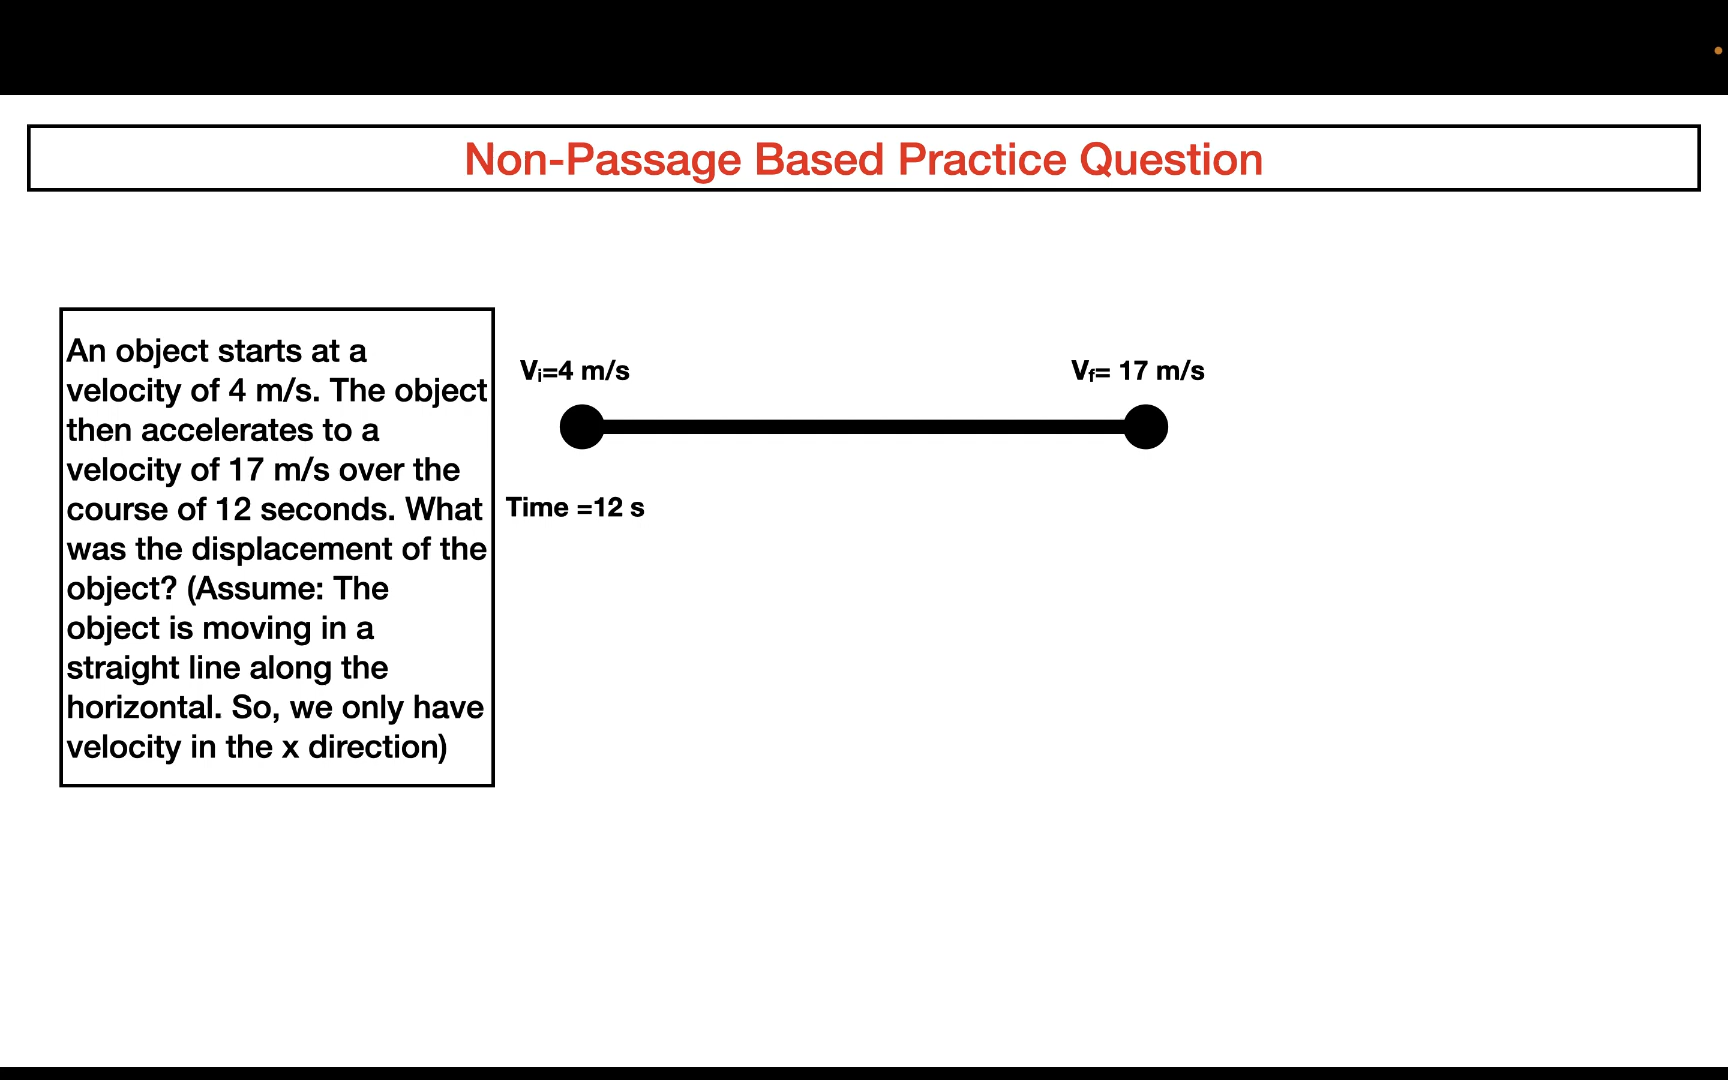 Non-Passage Based Practice Question
An object starts at a
velocity of 4 m/s. The object
then accelerates to a
velocity of 17 m/s over the
course of 12 seconds. What
was the displacement of the
object? (Assume: The
object is moving in a
straight line along the
horizontal. So, we only have
velocity in the x direction)
Vᵢ=4 m/s
V𝒇= 17 m/s
Time =12 s